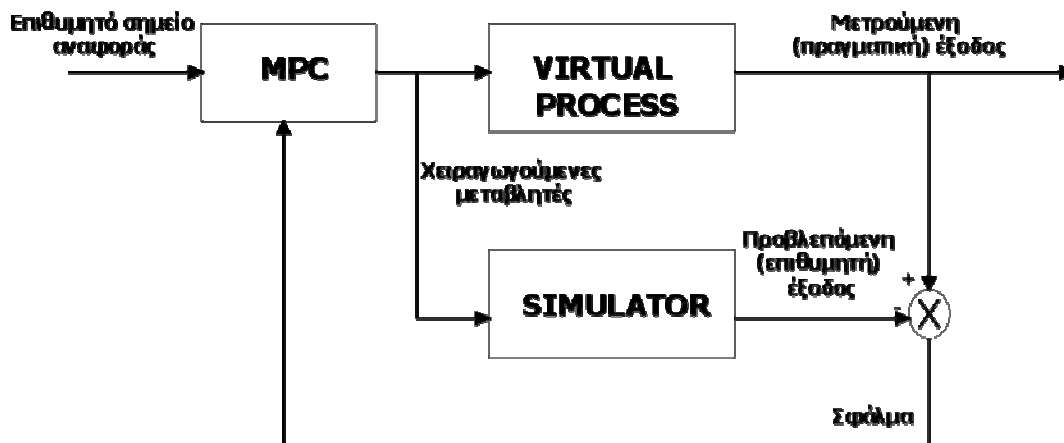 Επιθυμητό σημείο
αναφοράς
MPC
VIRTUAL
PROCESS
Μετρούμενη
(πραγματική) έξοδος
Χειραγωγούμενες
μεταβλητές
SIMULATOR
Προβλεπόμενη
(επιθυμητή)
έξοδος
+
-
X
Σφάλμα